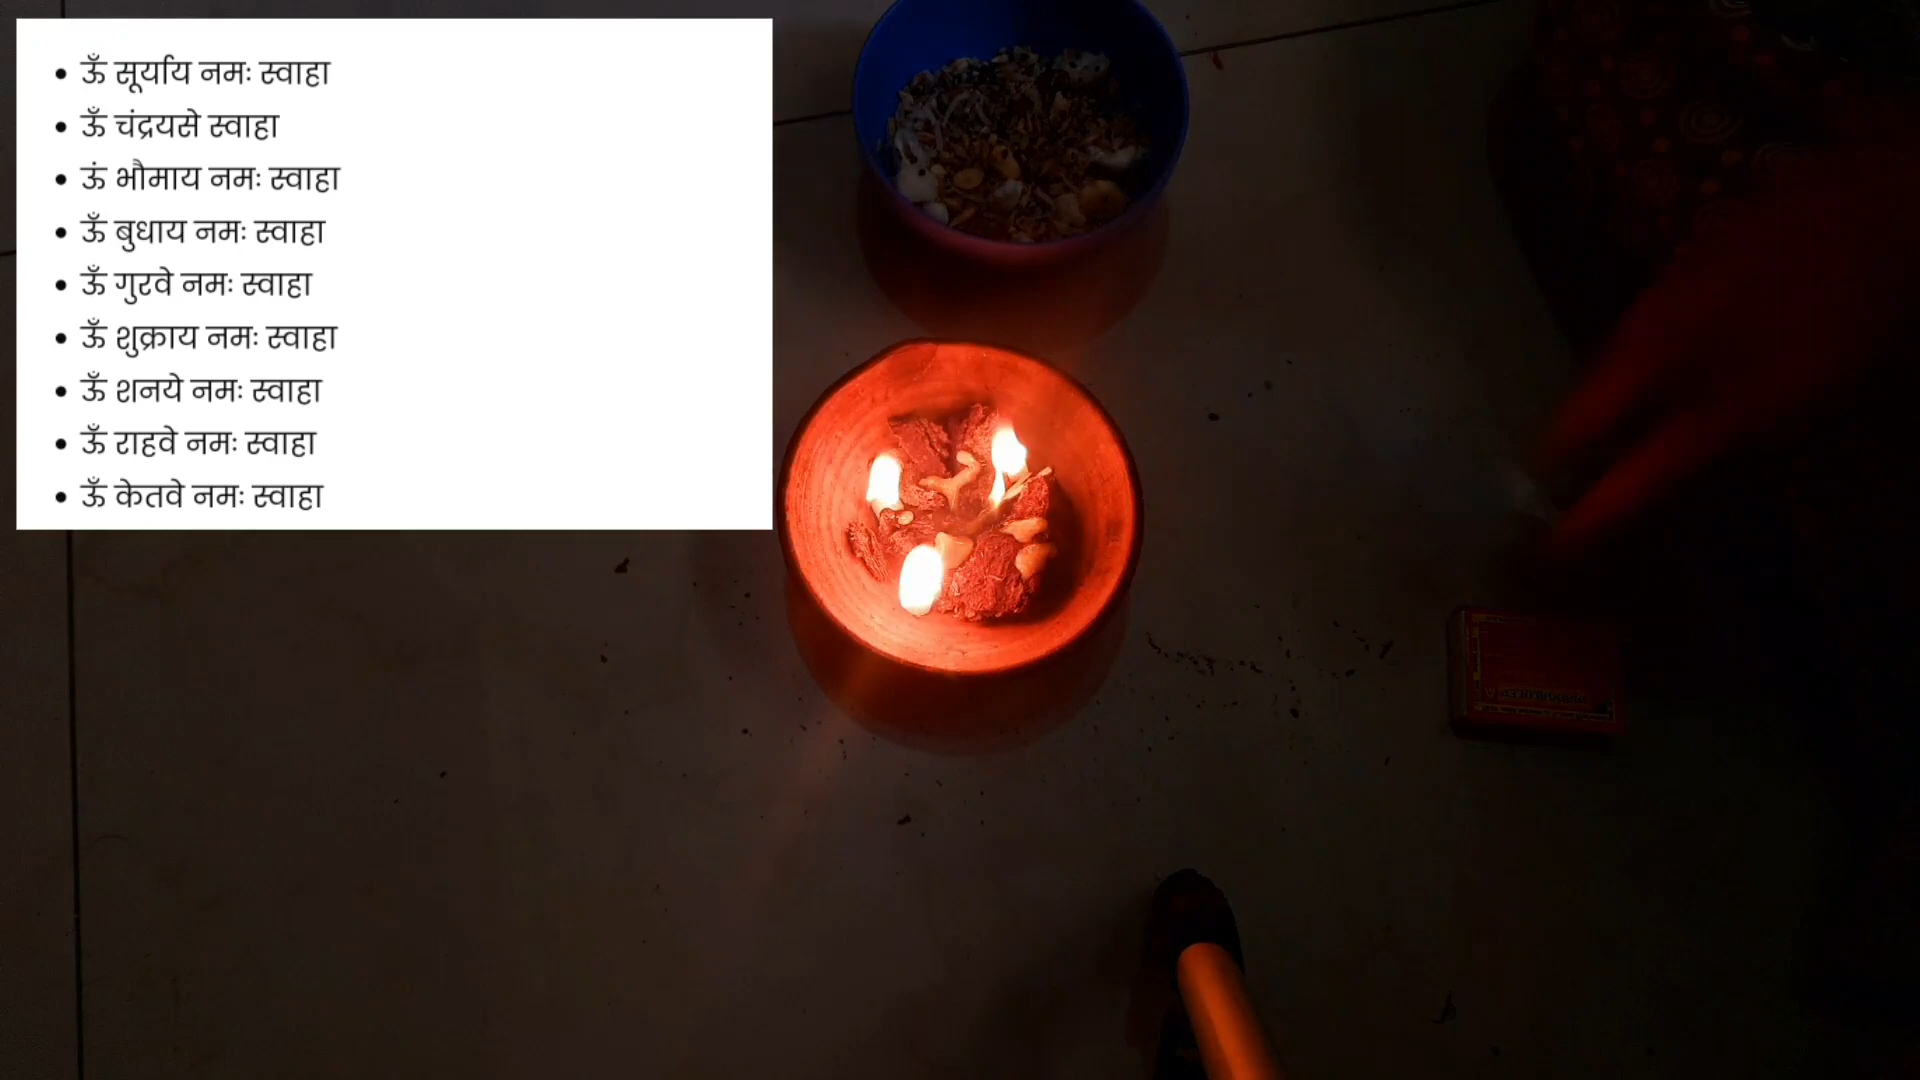 ऊँ सूर्याय नमः स्वाहा
ऊँ चंद्रयसे स्वाहा
ऊं भौमाय नमः स्वाहा
ऊँ बुधाय नमः स्वाहा
ऊँ गुरवे नमः स्वाहा
ऊँ शुक्राय नमः स्वाहा
ऊँ शनये नमः स्वाहा
ऊँ राहवे नमः स्वाहा
ऊँ केतवे नमः स्वाहा